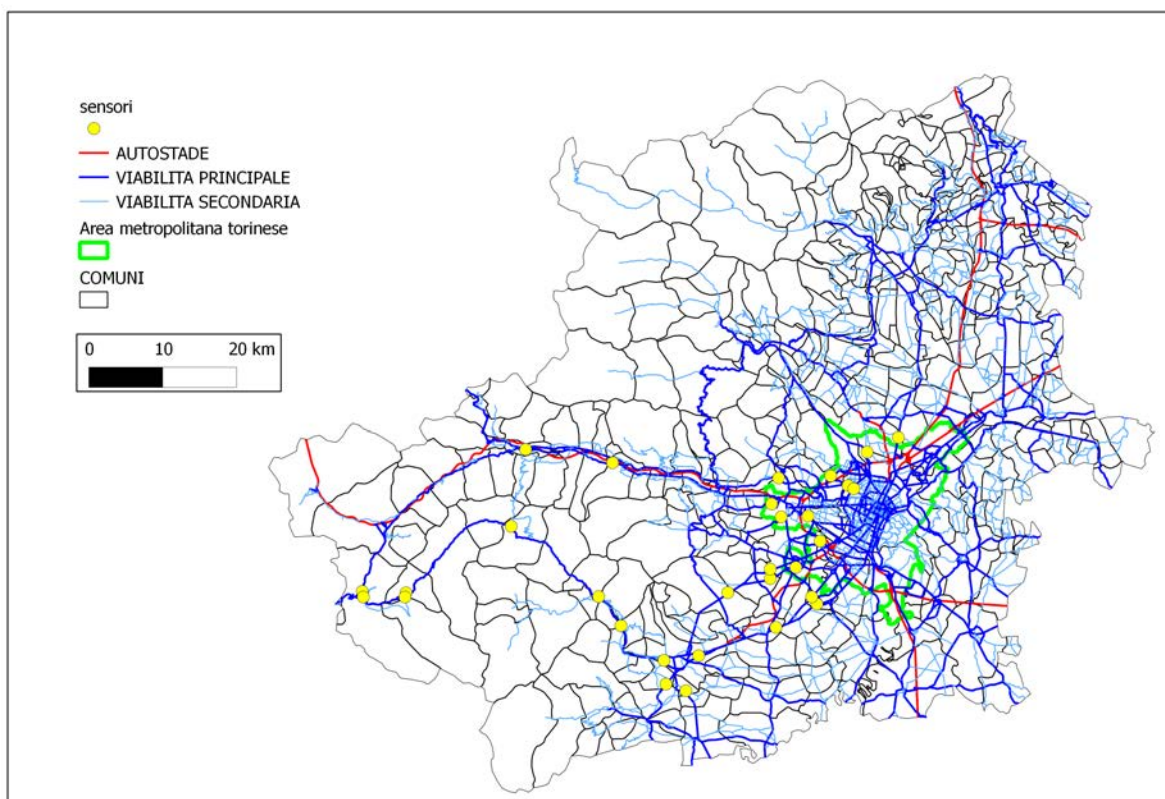 sensori
AUTOSTADE
VIABILITA PRINCIPALE
VIABILITA SECONDARIA
Area metropolitana torinese
COMUNI
0 10 20 km